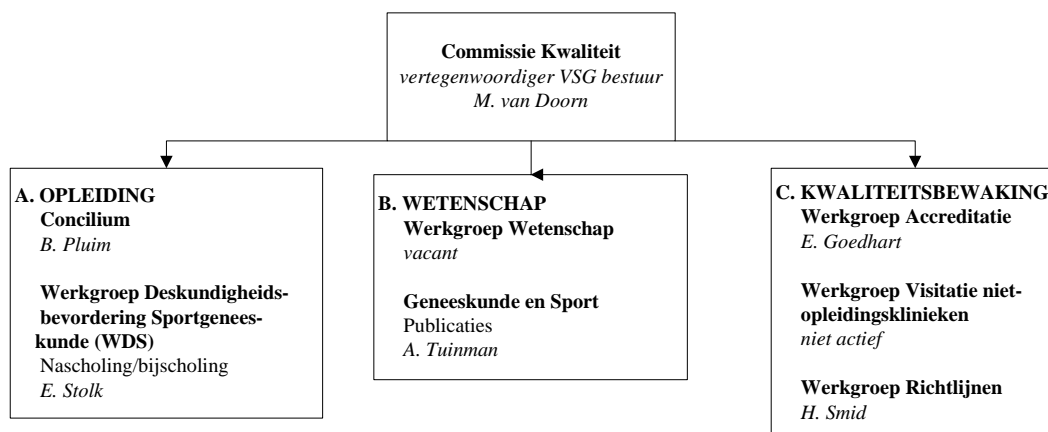 Commissie Kwaliteit
vertegenwoordiger VSG bestuur
M. van Doorn
A. OPLEIDING
Concilium
B. Pluim
Werkgroep Deskundigheids-
bevordering Sportgenees-
kunde (WDS)
Nascholing/bijscholing
E. Stolk
B. WETENSCHAP
Werkgroep Wetenschap
vacant
Geneeskunde en Sport
Publicaties
A. Tuinman
C. KWALITEITSBEWAKING
Werkgroep Accreditatie
E. Goedhart
Werkgroep Visitatie niet-
opleidingsklinieken
niet actief
Werkgroep Richtlijnen
H. Smid